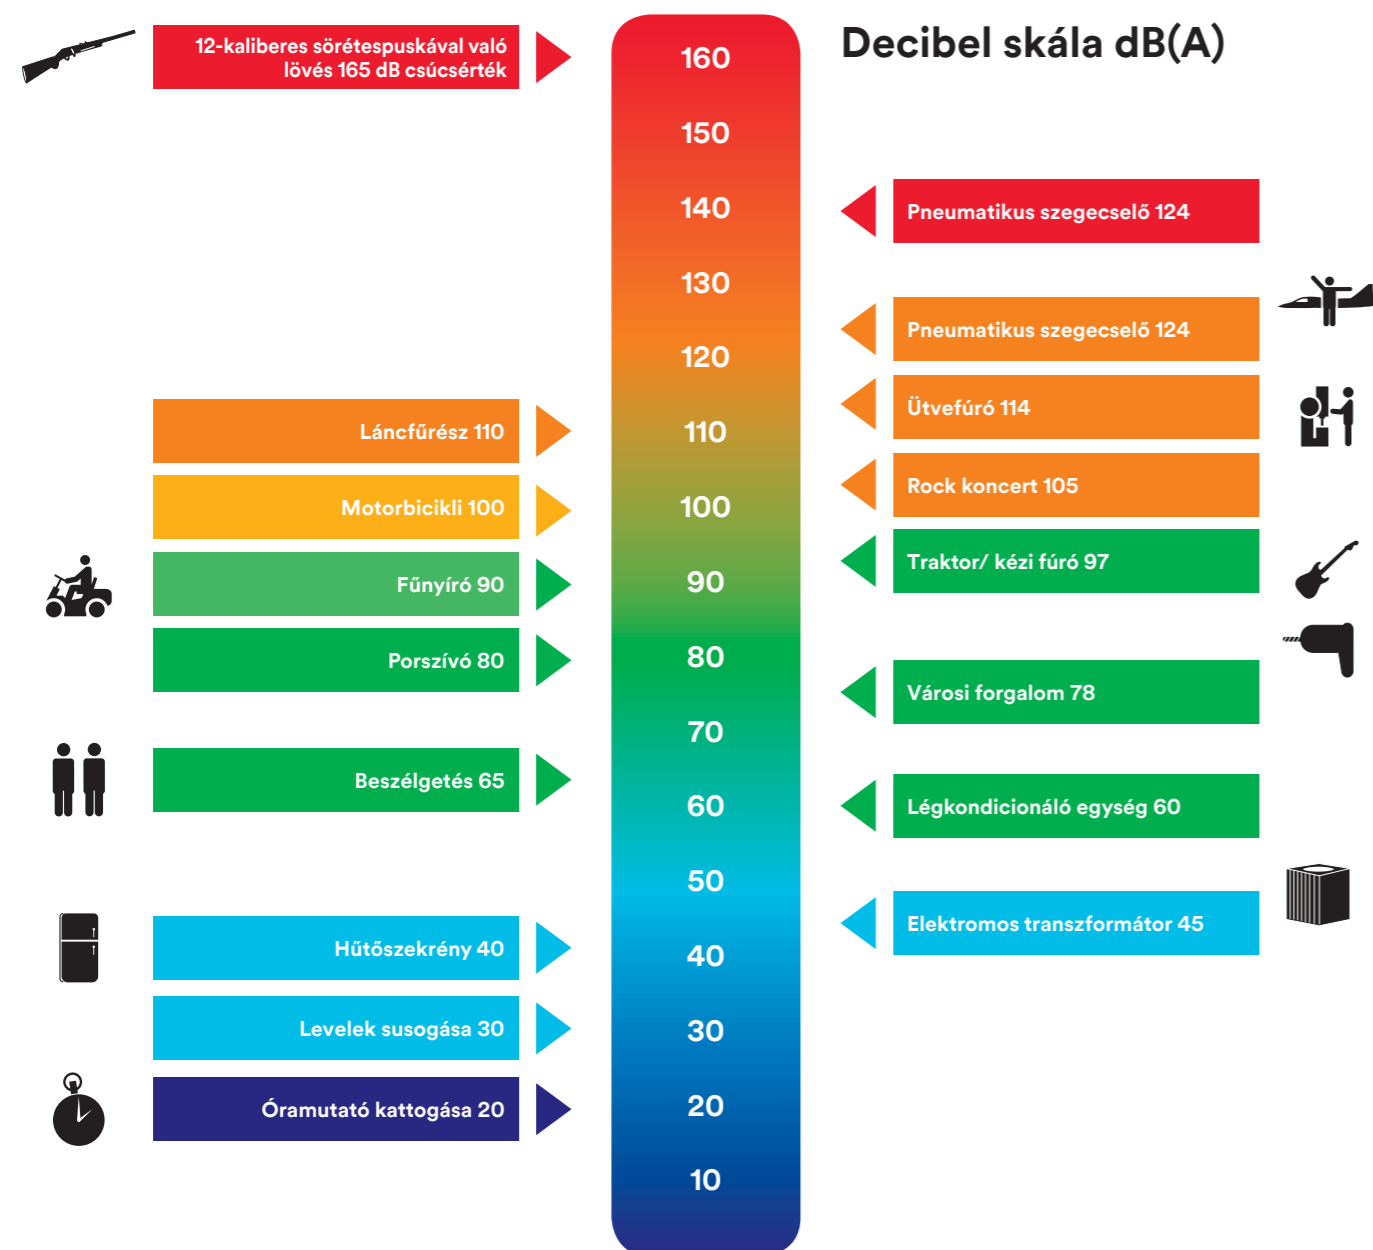 Decibel skála dB(A)
12-kaliberes sörétespuskával való
lövés 165 dB csúcsérték
Láncfűrész 110
Motorbicikli 100
Fűnyíró 90
Porszívó 80
Beszélgetés 65
Hűtőszekrény 40
Levelek susogása 30
Óramutató kattogása 20
160
150
140
130
120
110
100
90
80
70
60
50
40
30
20
10
Pneumatikus szegecselő 124
Pneumatikus szegecselő 124
Ütvefúró 114
Rock koncert 105
Traktor/ kézi fúró 97
Városi forgalom 78
Légkondicionáló egység 60
Elektromos transzformátor 45